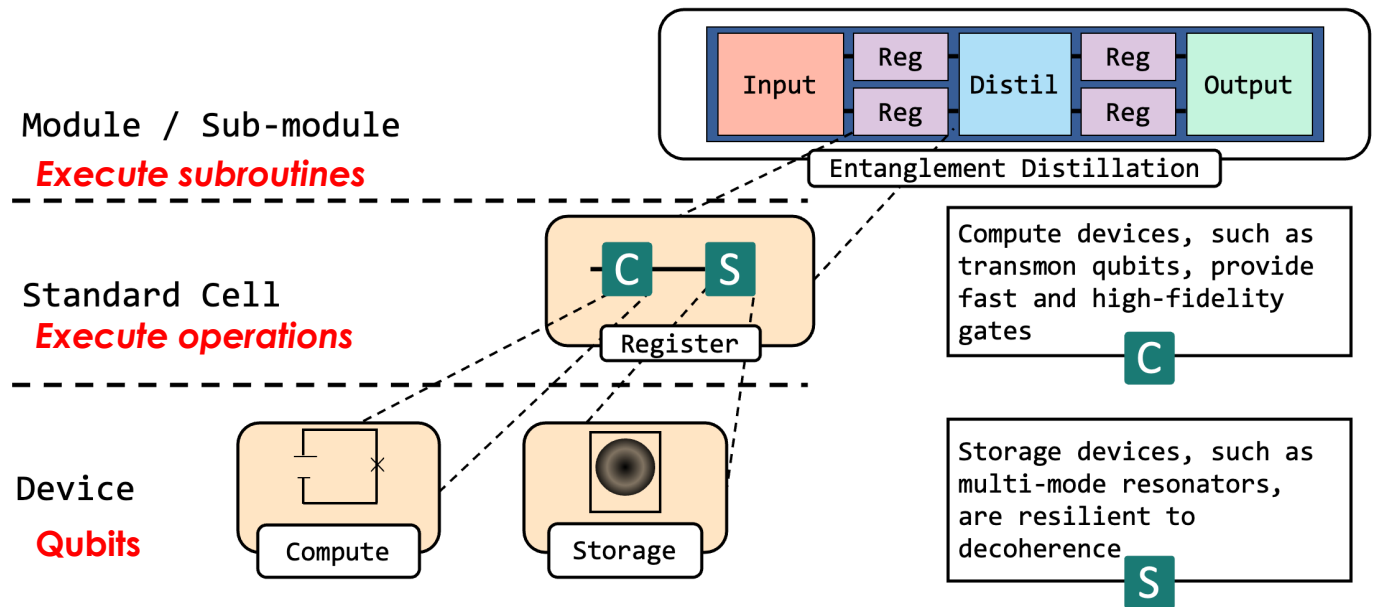 Input
Reg
Reg
Distil
Reg
Reg
Output
Entanglement Distillation
Module / Sub-module
Execute subroutines
C
S
Register
Standard Cell
Execute operations
Compute devices, such as
transmon qubits, provide
fast and high-fidelity
gates
C
Device
Qubits
Compute
Storage
Storage devices, such as
multi-mode resonators,
are resilient to
decoherence
S